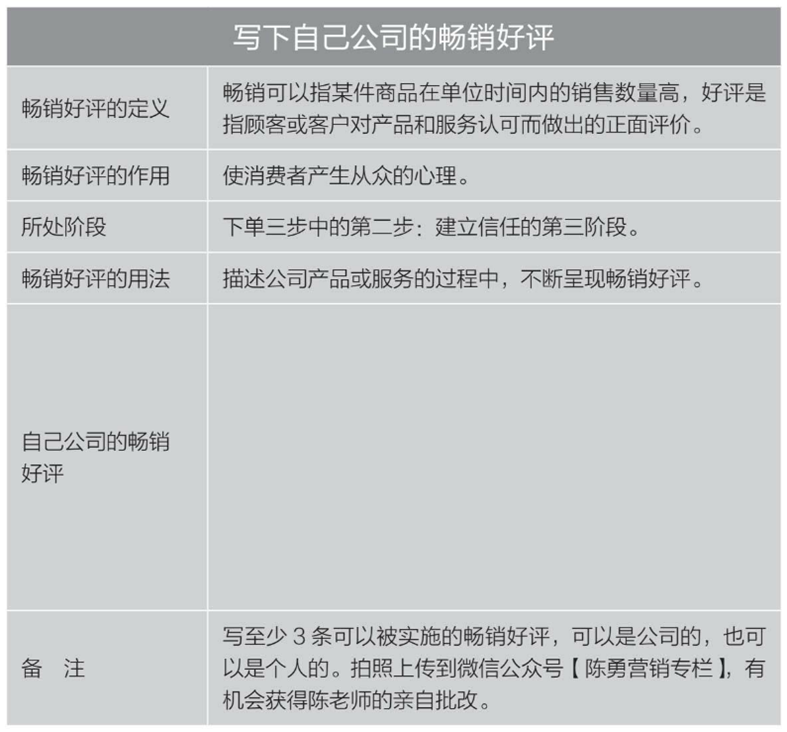 写下自己公司的畅销好评
畅销好评的定义
畅销可以指某件商品在单位时间内的销售数量高，好评是
指顾客或客户对产品和服务认可而做出的正面评价。
畅销好评的作用
使消费者产生从众的心理。
所处阶段
下单三步中的第二步：建立信任的第三阶段。
畅销好评的用法
描述公司产品或服务的过程中，不断呈现畅销好评。
自己公司的畅销
好评
备　注
写至少 3 条可以被实施的畅销好评，可以是公司的，也可
以是个人的。拍照上传到微信公众号【陈勇营销专栏】，有
机会获得陈老师的亲自批改。